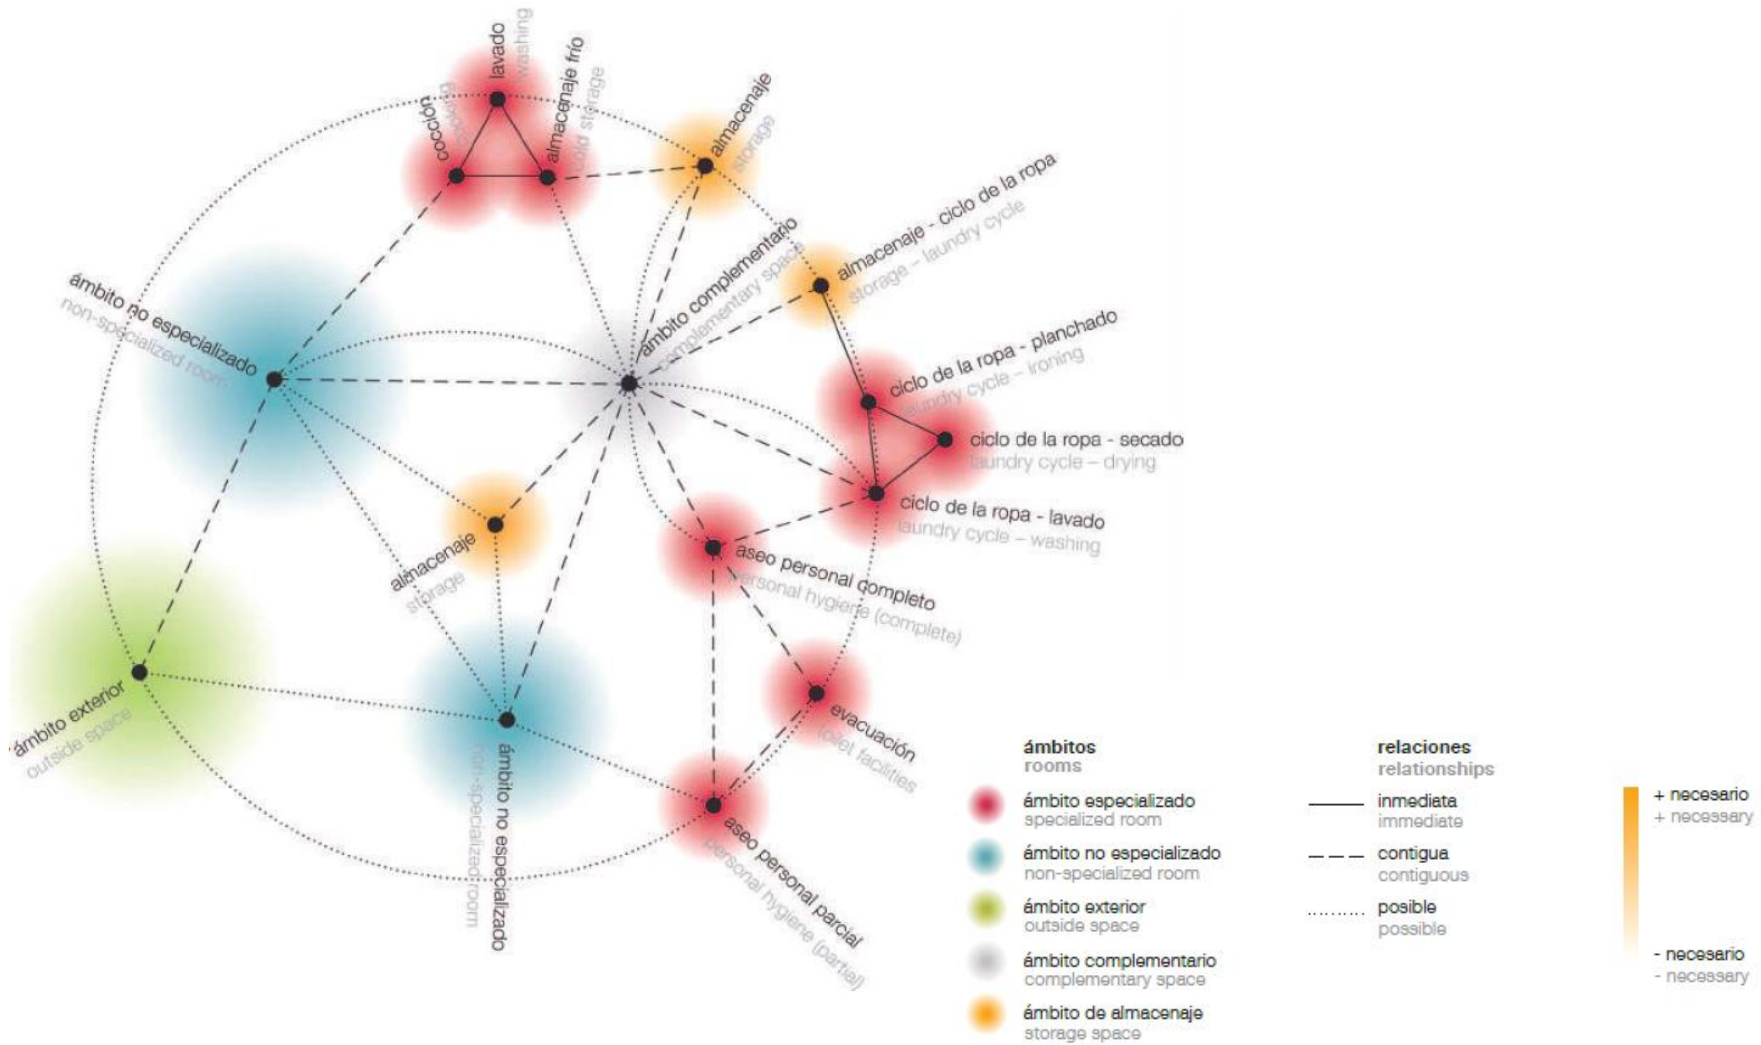 lavado
washing
cocción
cooking
almacenaje frío
cold storage
almacenaje
storage
almacenaje - ciclo de la ropa
storage – laundry cycle
ámbito complementario
complementary space
ciclo de la ropa - planchado
laundry cycle – ironing
ámbito no especializado
non-specialized room
ciclo de la ropa - secado
laundry cycle – drying
ciclo de la ropa - lavado
laundry cycle – washing
almacenaje
storage
aseo personal completo
personal hygiene (complete)
ámbito exterior
outside space
evacuación
toilet facilities
ámbito no especializado
non-specialized room
aseo personal parcial
personal hygiene (partial)
ámbitos
rooms
ámbito especializado
specialized room
ámbito no especializado
non-specialized room
ámbito exterior
outside space
ámbito complementario
complementary space
ámbito de almacenaje
storage space
relaciones
relationships
inmediata
immediate
contigua
contiguous
posible
possible
+ necesario
+ necessary
- necesario
- necessary